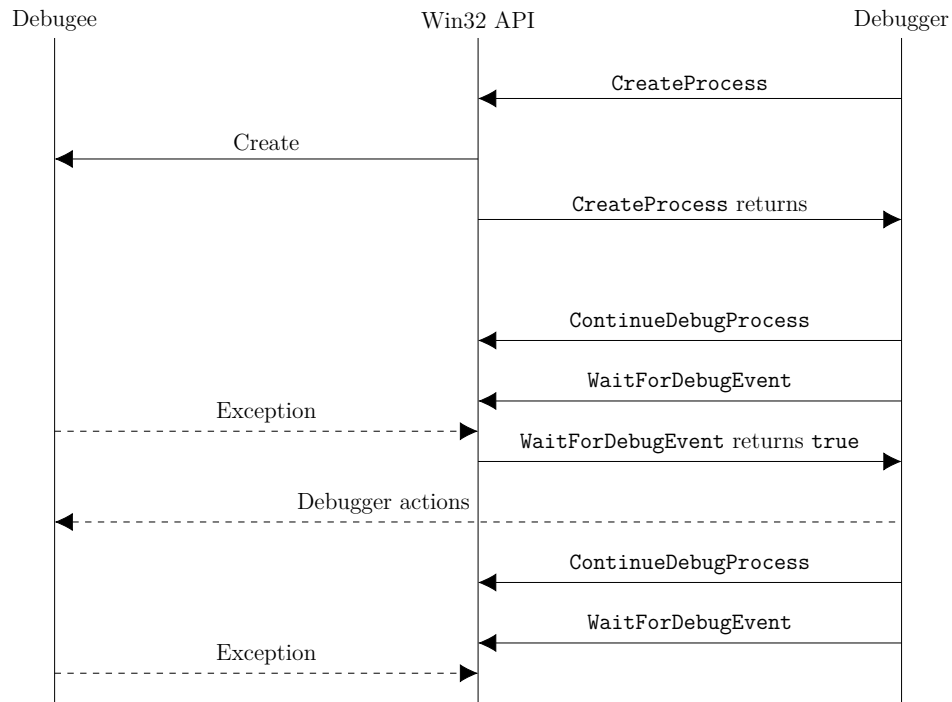 Debugee Win32 API Debugger
CreateProcess
Create
CreateProcess returns
ContinueDebugProcess
WaitForDebugEvent
Exception
WaitForDebugEvent returns true
Debugger actions
ContinueDebugProcess
WaitForDebugEvent
Exception